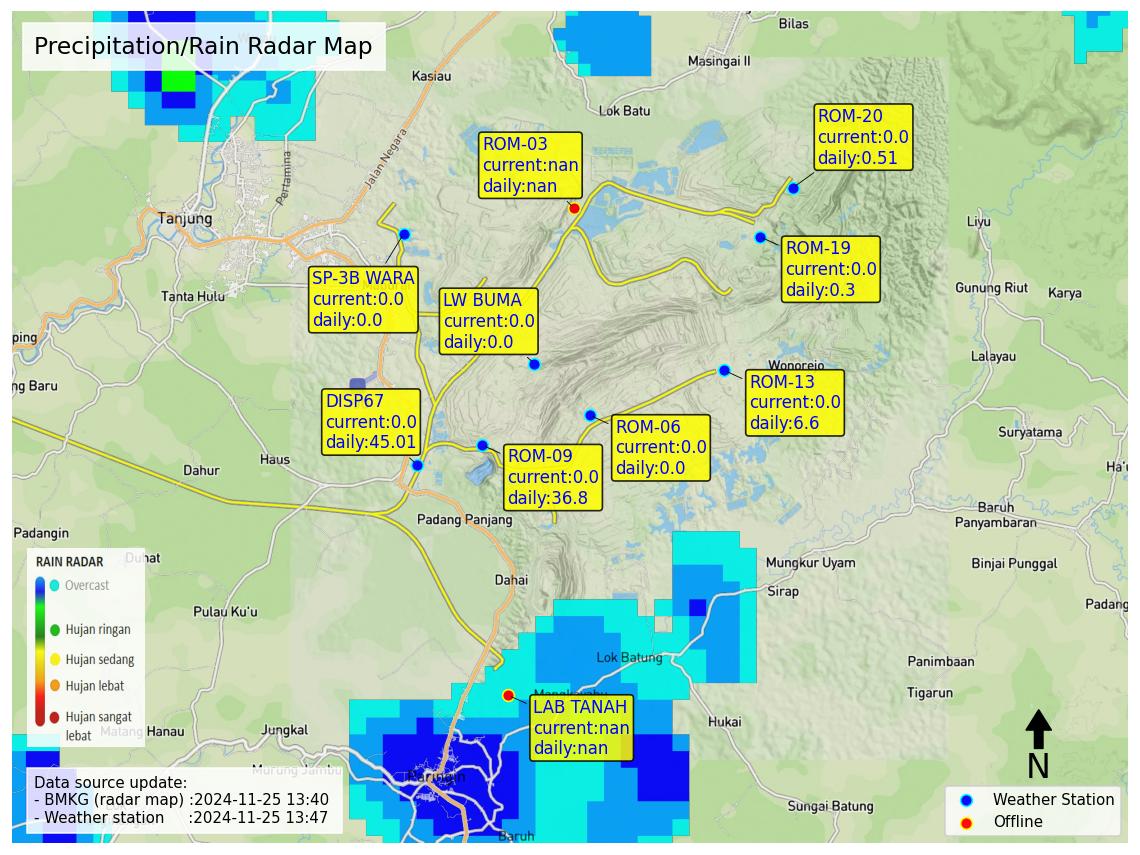 Precipitation/Rain Radar Map
Bilas
Masingai II
Kasiau
Lok Batu
Jalan Negara
Pertamina
Tanjung
Tanta Hulu
ROM-03
current:nan
daily:nan
ROM-20
current:0.0
daily:0.51
ROM-19
current:0.0
daily:0.3
SP-3B WARA
current:0.0
daily:0.0
LW BUMA
current:0.0
daily:0.0
Liyu
Gunung Riut
Karya
Lalayau
ping
ng Baru
Wonorejo
ROM-13
current:0.0
daily:6.6
DISP67
current:0.0
daily:45.01
ROM-06
current:0.0
daily:0.0
ROM-09
current:0.0
daily:36.8
Suryatama
Ha'u
Haus
Dahur
Padang Panjang
Baruh
Panyambaran
Padangin
Duhat
Dahai
Mungkur Uyam
Binjai Punggal
Sirap
Padang
Pulau Ku'u
RAIN RADAR
Overcast
Hujan ringan
Hujan sedang
Hujan lebat
Hujan sangat
lebat
Lok Batung
Panimbaan
Tigarun
LAB TANAH
current:nan
daily:nan
Hukai
Matang Hanau
Jungkal
Murung Jambu
Paringin
Baruh
Sungai Batung
N
Data source update:
- BMKG (radar map) :2024-11-25 13:40
- Weather station :2024-11-25 13:47
Weather Station
Offline